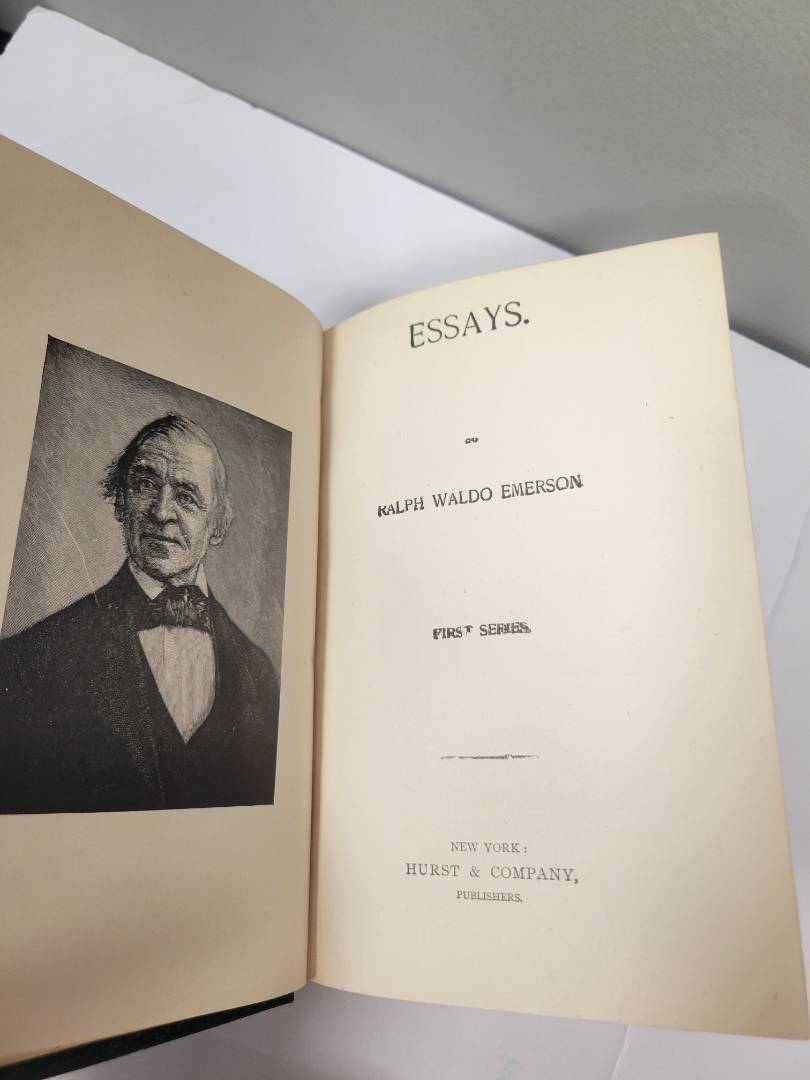 ESSAYS.
RALPH WALDO EMERSON
FIRST SERIES.
NEW YORK:
HURST & COMPANY,
PUBLISHERS.